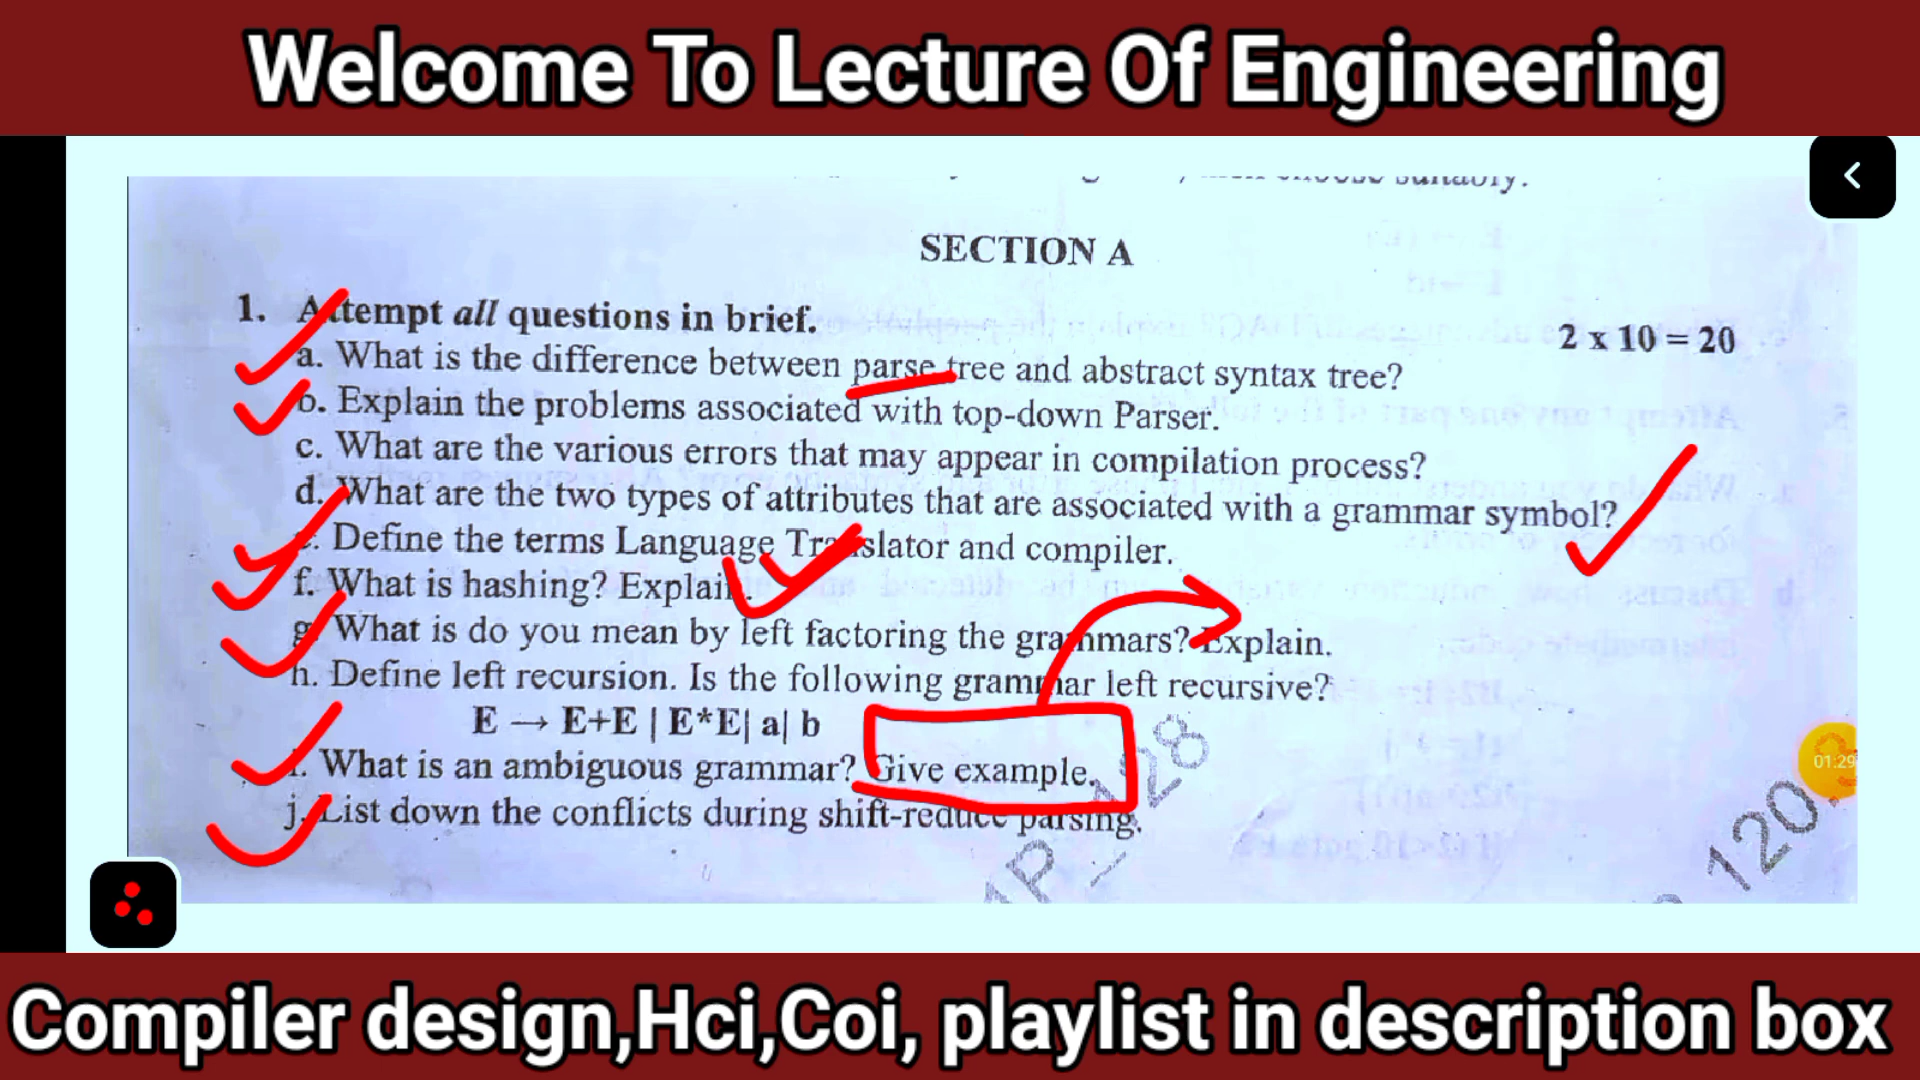 Welcome To Lecture Of Engineering
suitably.
SECTION A
1. Attempt all questions in brief.
2 x 10 = 20
a. What is the difference between parse tree and abstract syntax tree?
b. Explain the problems associated with top-down Parser.
c. What are the various errors that may appear in compilation process?
d. What are the two types of attributes that are associated with a grammar symbol?
e. Define the terms Language Translator and compiler.
f. What is hashing? Explain.
g. What is do you mean by left factoring the grammars? Explain.
h. Define left recursion. Is the following grammar left recursive?
E → E+E | E*E| a| b
i. What is an ambiguous grammar? Give example.
j. List down the conflicts during shift-reduce parsing.
01:29
120
Compiler design,Hci,Coi, playlist in description box